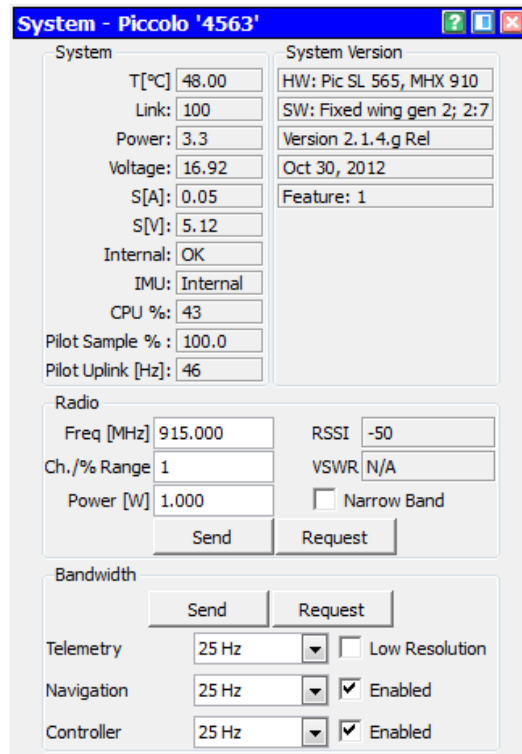 System - Piccolo '4563'
System
T[°C] 48.00
Link: 100
Power: 3.3
Voltage: 16.92
S[A]: 0.05
S[V]: 5.12
Internal: OK
IMU: Internal
CPU %: 43
Pilot Sample % : 100.0
Pilot Uplink [Hz]: 46
System Version
HW: Pic SL 565, MHX 910
SW: Fixed wing gen 2; 2:7
Version 2.1.4.g Rel
Oct 30, 2012
Feature: 1
Radio
Freq [MHz] 915.000 RSSI -50
Ch./% Range 1 VSWR N/A
Power [W] 1.000 Narrow Band
Send Request
Bandwidth
Send Request
Telemetry 25 Hz Low Resolution
Navigation 25 Hz Enabled
Controller 25 Hz Enabled